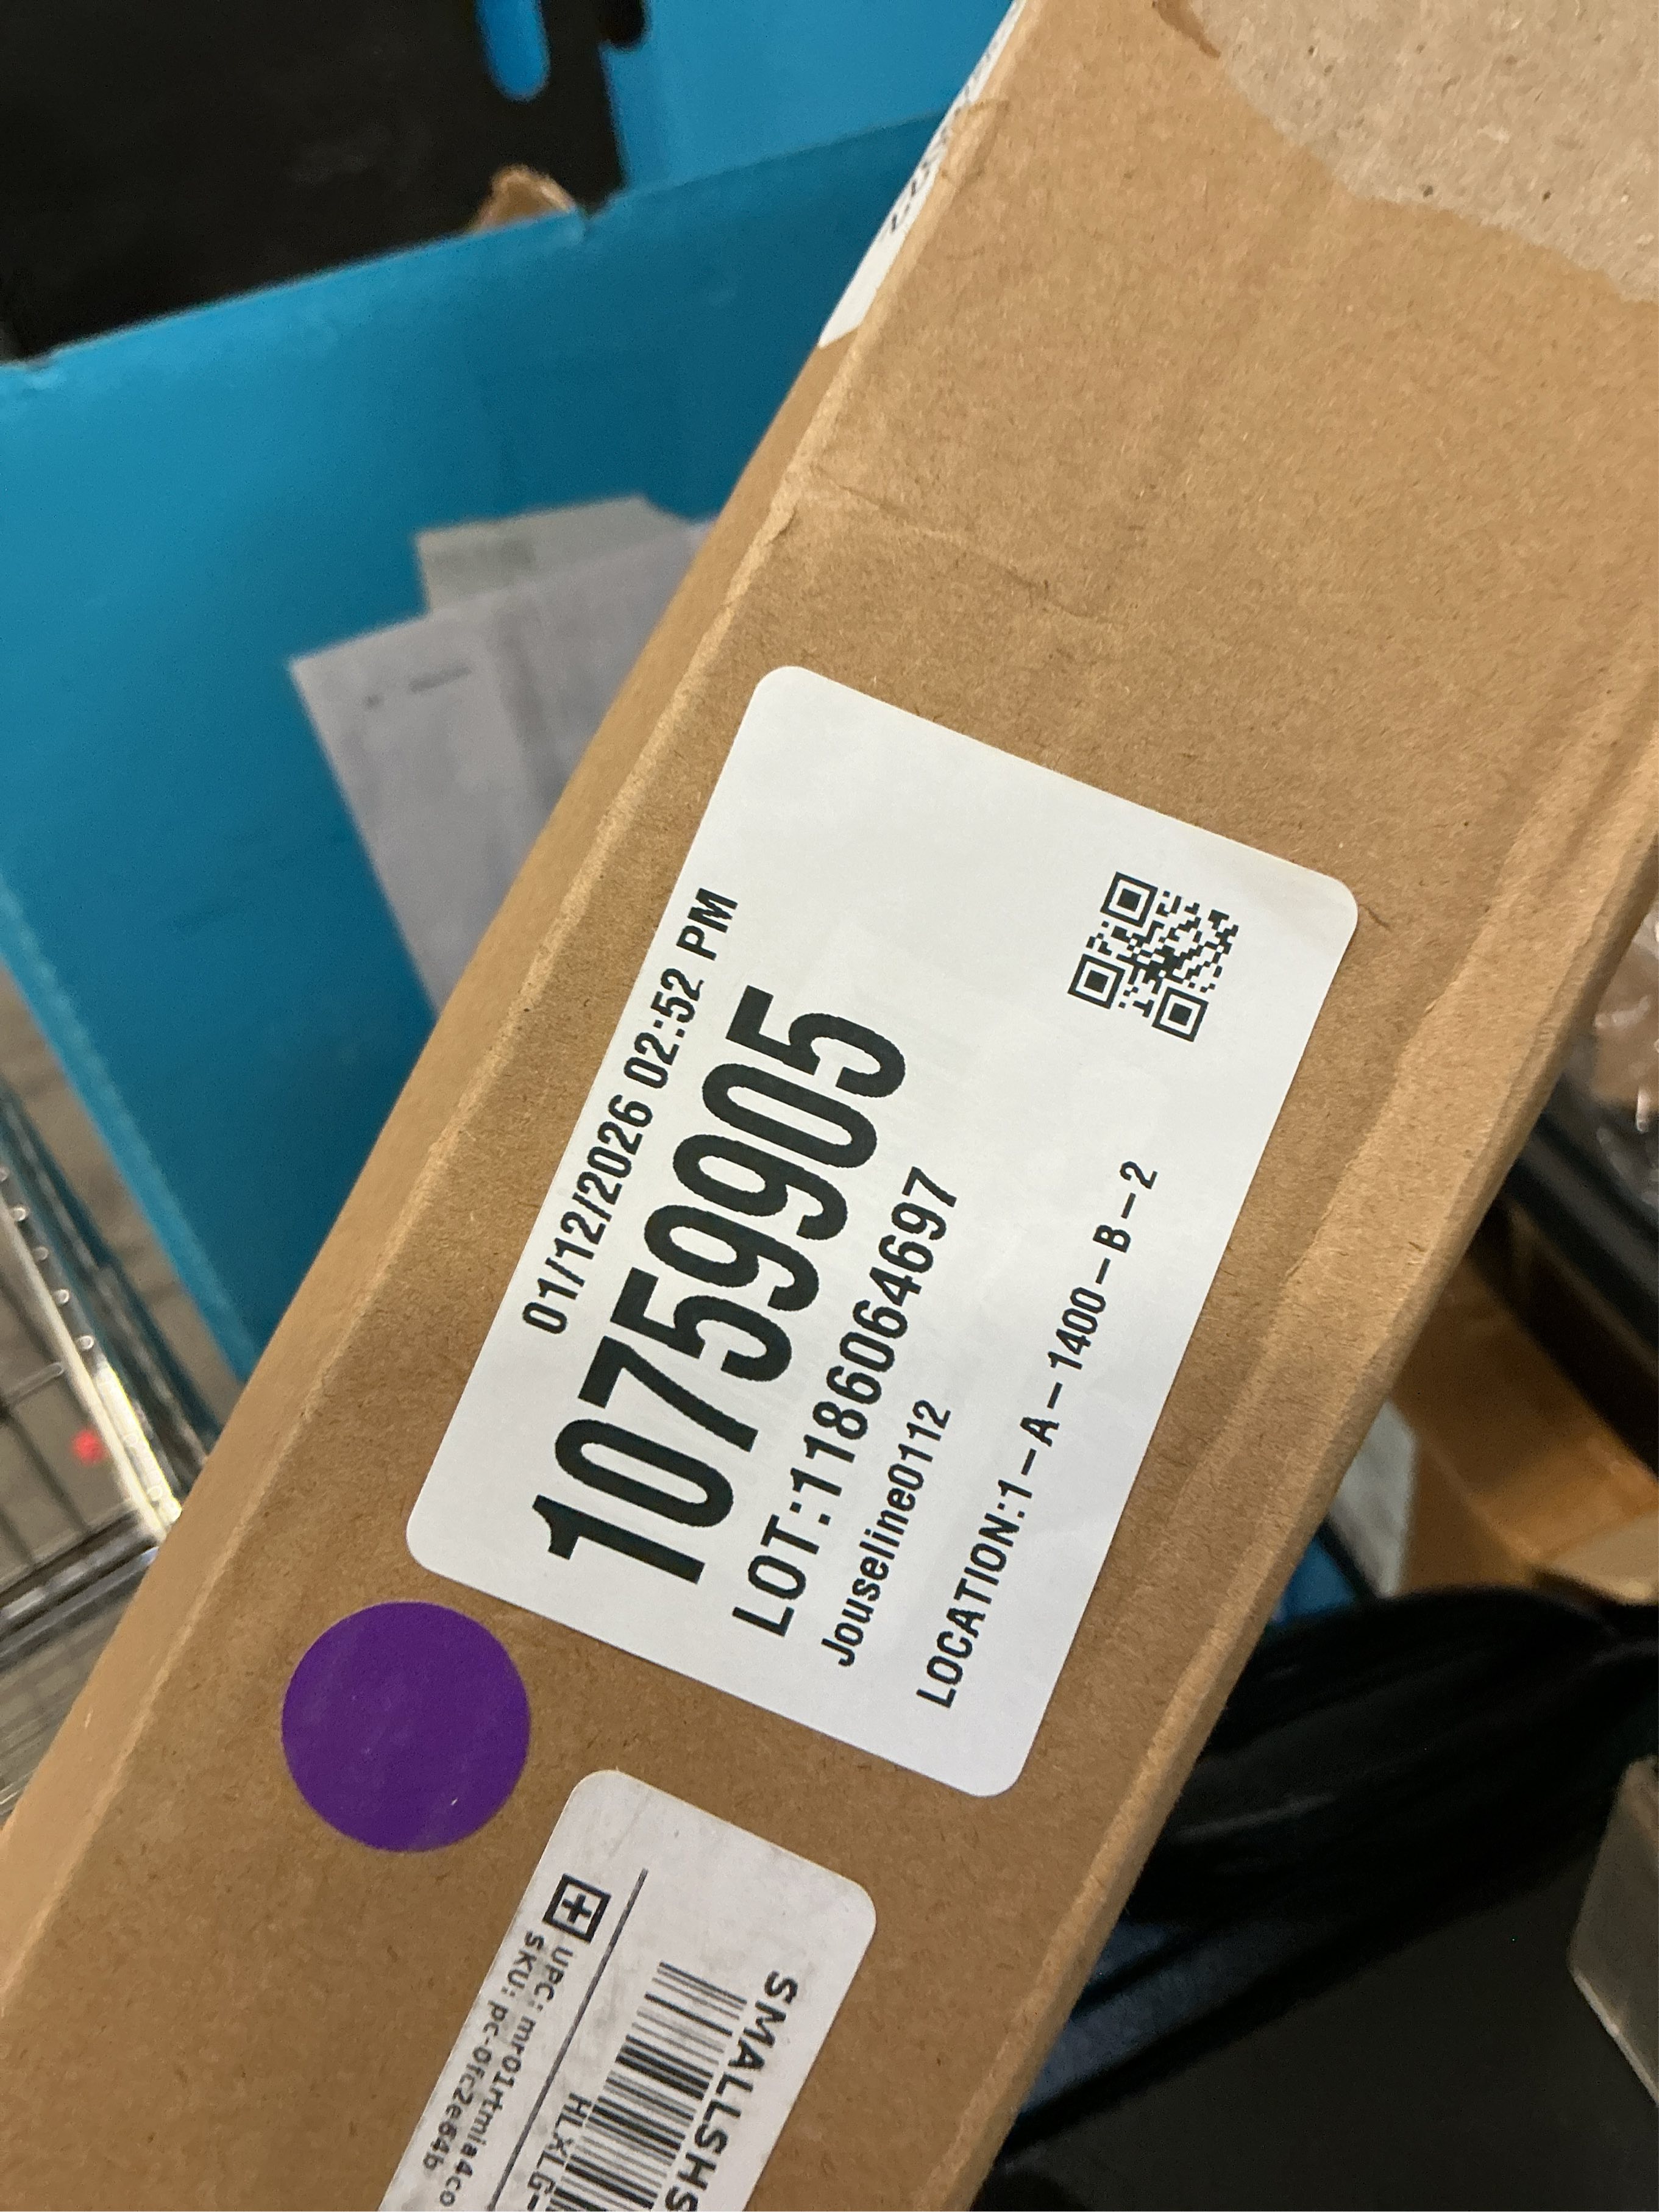 01/12/2026 02:52 PM
10759905
LOT:1186064697
Jouseline0112
LOCATION:1-A-1400-B-2
SMALLSHS
HLXLG-
UPC: mr01rtmla4co
SKU: pc-0fc2e64b